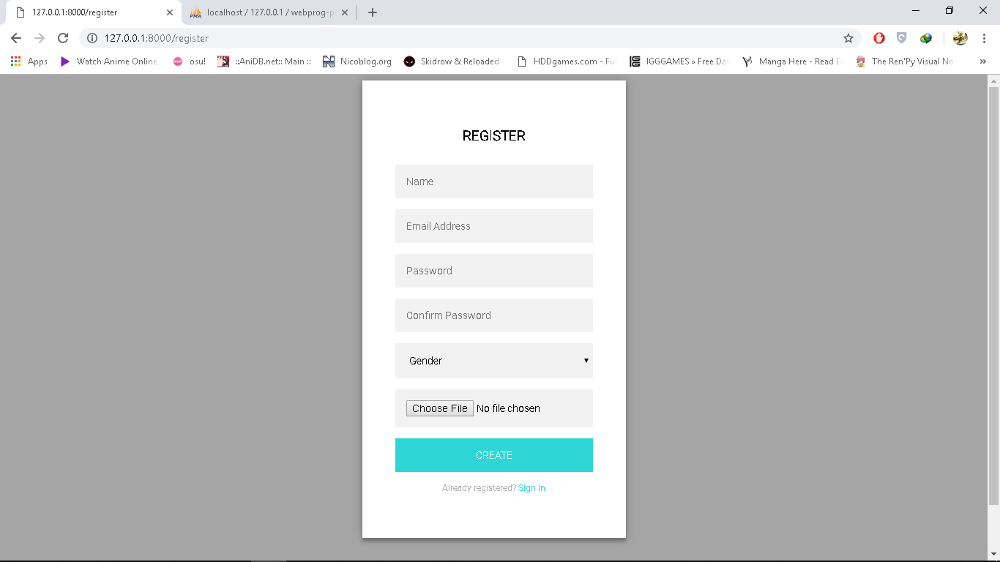 127.0.0.1:8000/register
PMA localhost / 127.0.0.1 / webprog-p
127.0.0.1:8000/register
Apps Watch Anime Online, osu! ::AniDB.net:: Main :: Nicoblog.org Skidrow & Reloaded HDDgames.com - Ful IGGGAMES » Free Do Manga Here - Read The Ren'Py Visual No »
REGISTER
Name
Email Address
Password
Confirm Password
Gender
Choose File No file chosen
CREATE
Already registered? Sign In